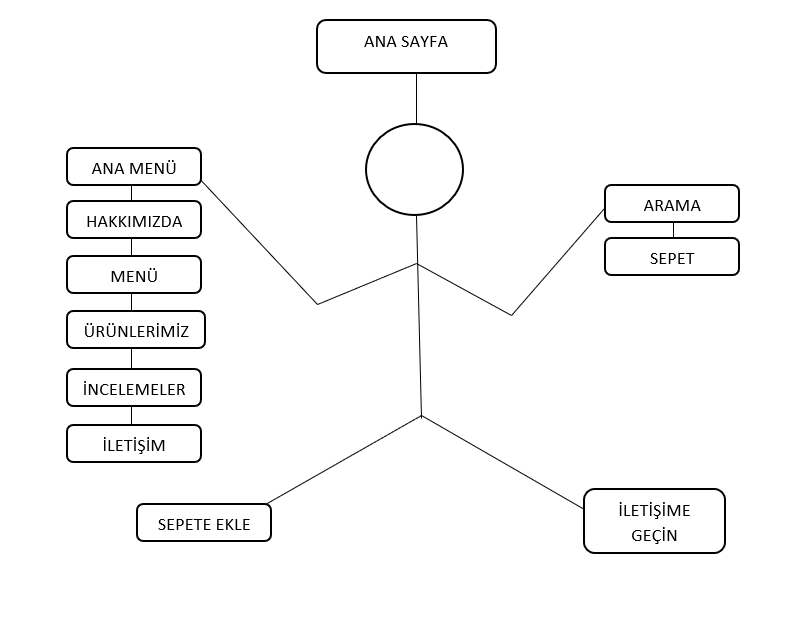 ANA SAYFA
ANA MENÜ
HAKKIMIZDA
MENÜ
ÜRÜNLERİMİZ
İNCELEMELER
İLETİŞİM
ARAMA
SEPET
SEPETE EKLE
İLETİŞİME
GEÇİN